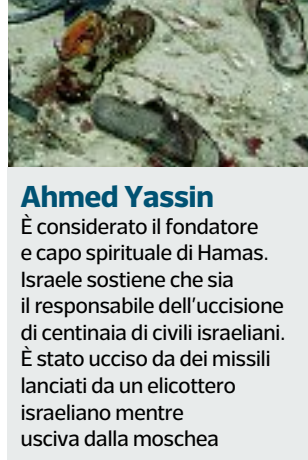 Ahmed Yassin
È considerato il fondatore
e capo spirituale di Hamas.
Israele sostiene che sia
il responsabile dell'uccisione
di centinaia di civili israeliani.
È stato ucciso da dei missili
lanciati da un elicottero
israeliano mentre
usciva dalla moschea